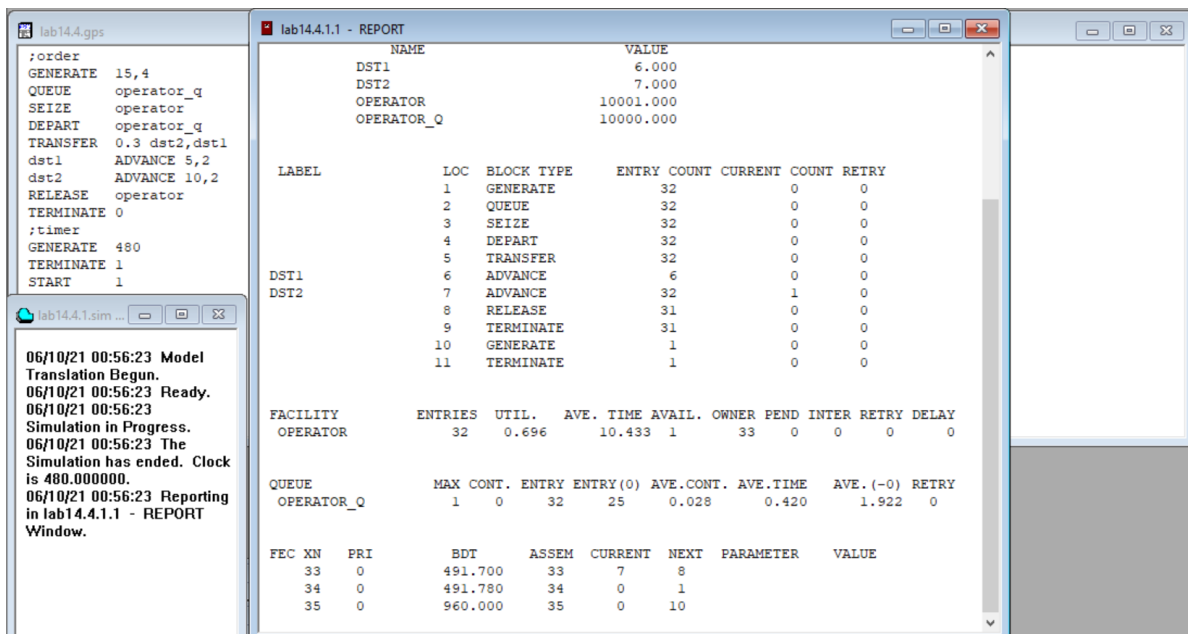 lab14.4.gps
;order
GENERATE 15,4
QUEUE operator_q
SEIZE operator
DEPART operator_q
TRANSFER 0.3 dst2,dst1
dst1 ADVANCE 5,2
dst2 ADVANCE 10,2
RELEASE operator
TERMINATE 0
;timer
GENERATE 480
TERMINATE 1
START 1
lab14.4.1.sim ...
06/10/21 00:56:23 Model
Translation Begun.
06/10/21 00:56:23 Ready.
06/10/21 00:56:23
Simulation in Progress.
06/10/21 00:56:23 The
Simulation has ended. Clock
is 480.000000.
06/10/21 00:56:23 Reporting
in lab14.4.1.1 - REPORT
Window.
lab14.4.1.1 - REPORT
NAME VALUE
DST1 6.000
DST2 7.000
OPERATOR 10001.000
OPERATOR_Q 10000.000
LABEL LOC BLOCK TYPE ENTRY COUNT CURRENT COUNT RETRY
1 GENERATE 32 0 0
2 QUEUE 32 0 0
3 SEIZE 32 0 0
4 DEPART 32 0 0
5 TRANSFER 32 0 0
DST1 6 ADVANCE 6 0 0
DST2 7 ADVANCE 32 1 0
8 RELEASE 31 0 0
9 TERMINATE 31 0 0
10 GENERATE 1 0 0
11 TERMINATE 1 0 0
FACILITY ENTRIES UTIL. AVE. TIME AVAIL. OWNER PEND INTER RETRY DELAY
OPERATOR 32 0.696 10.433 1 33 0 0 0 0
QUEUE MAX CONT. ENTRY ENTRY(0) AVE.CONT. AVE.TIME AVE.(-0) RETRY
OPERATOR_Q 1 0 32 25 0.028 0.420 1.922 0
FEC XN PRI BDT ASSEM CURRENT NEXT PARAMETER VALUE
33 0 491.700 33 7 8
34 0 491.780 34 0 1
35 0 960.000 35 0 10